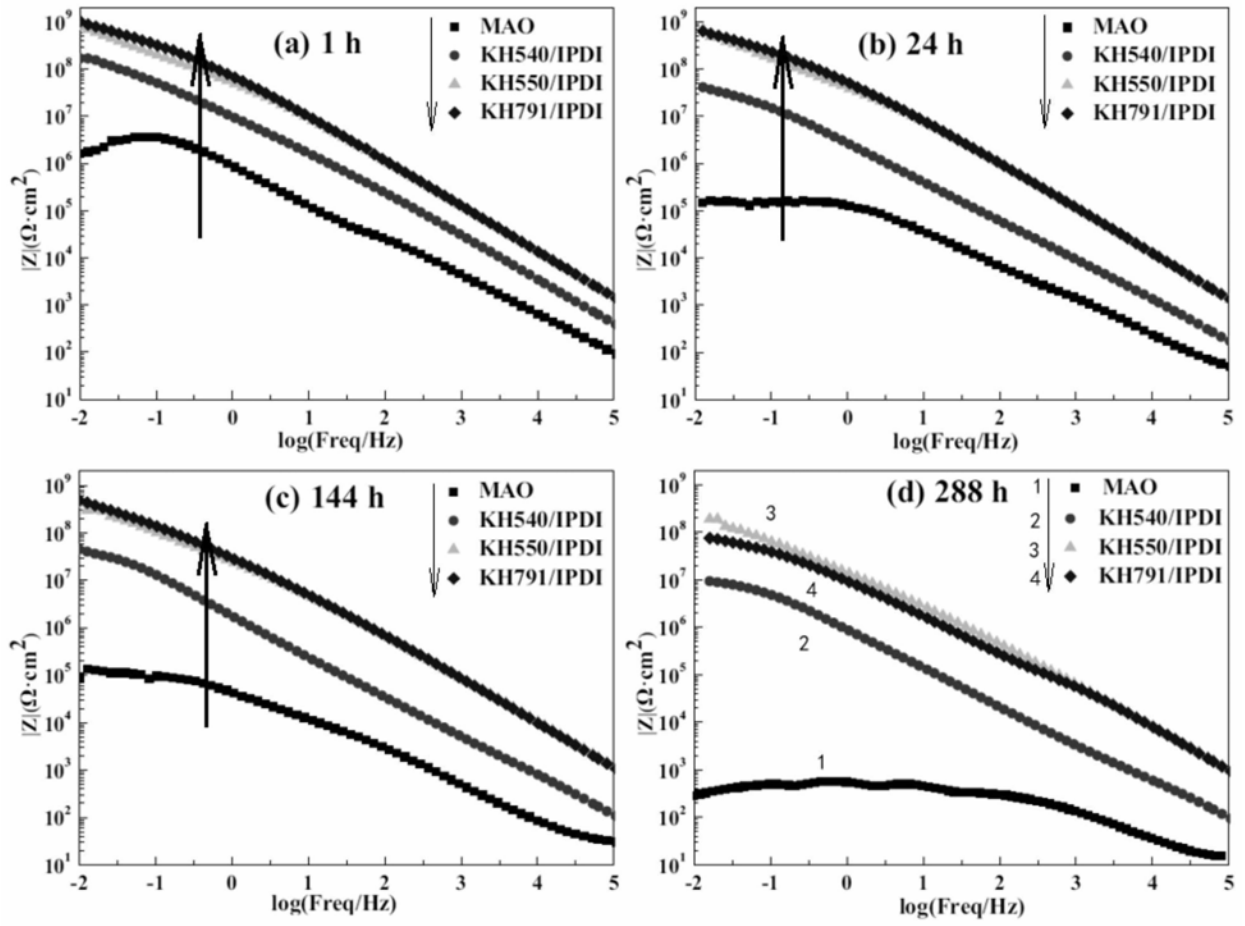 (a) 1 h
MAO
KH540/IPDI
KH550/IPDI
KH791/IPDI
|Z|(Ω·cm²)
10⁹
10⁸
10⁷
10⁶
10⁵
10⁴
10³
10²
10¹
-2 -1 0 1 2 3 4 5
log(Freq/Hz)
(b) 24 h
MAO
KH540/IPDI
KH550/IPDI
KH791/IPDI
|Z|(Ω·cm²)
10⁹
10⁸
10⁷
10⁶
10⁵
10⁴
10³
10²
10¹
-2 -1 0 1 2 3 4 5
log(Freq/Hz)
(c) 144 h
MAO
KH540/IPDI
KH550/IPDI
KH791/IPDI
|Z|(Ω·cm²)
10⁹
10⁸
10⁷
10⁶
10⁵
10⁴
10³
10²
10¹
-2 -1 0 1 2 3 4 5
log(Freq/Hz)
(d) 288 h
1 MAO
2 KH540/IPDI
3 KH550/IPDI
4 KH791/IPDI
3
4
2
1
|Z|(Ω·cm²)
10⁹
10⁸
10⁷
10⁶
10⁵
10⁴
10³
10²
10¹
-2 -1 0 1 2 3 4 5
log(Freq/Hz)